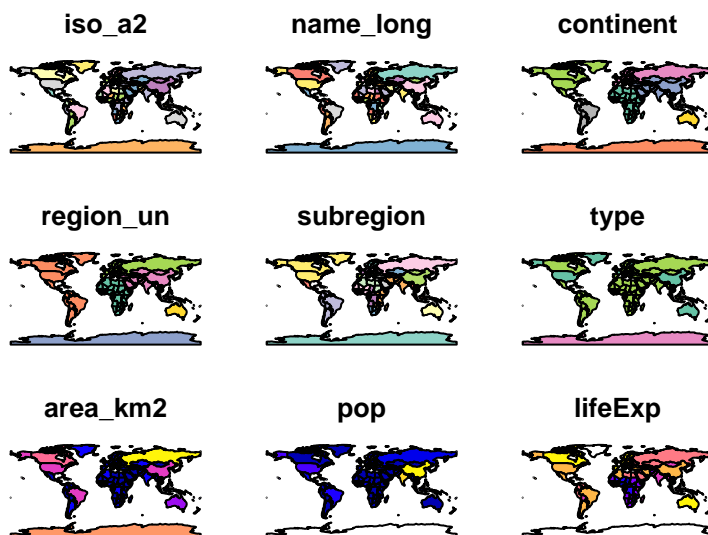 iso_a2
name_long
continent
region_un
subregion
type
area_km2
pop
lifeExp